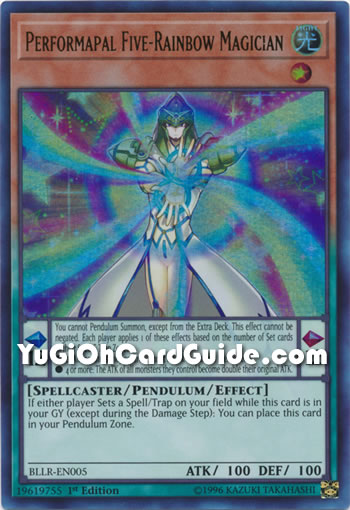 PERFORMAPAL FIVE-RAINBOW MAGICIAN
LIGHT
光
You cannot Pendulum Summon, except from the Extra Deck. This effect cannot be
negated. Each player applies 1 of these effects based on the number of Set cards
YuGiOhCardGuide.com
● 4 or more: The ATK of all monsters they control become double their original ATK.
[SPELLCASTER/PENDULUM/EFFECT]
If either player Sets a Spell/Trap on your field while this card is
in your GY (except during the Damage Step): You can place this card
in your Pendulum Zone.
BLLR-EN005
ATK/ 100 DEF/ 100
19619755
1st Edition
©1996 KAZUKI TAKAHASHI